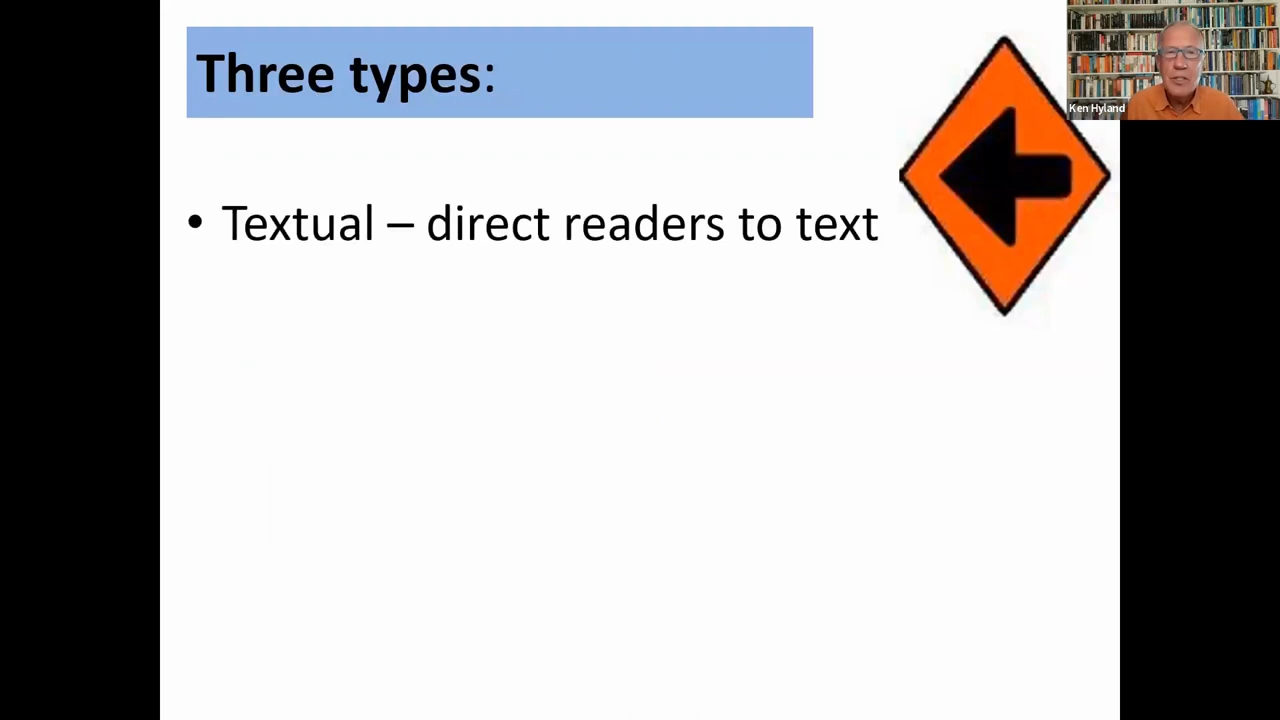 Three types:
• Textual – direct readers to text
Ken Hyland